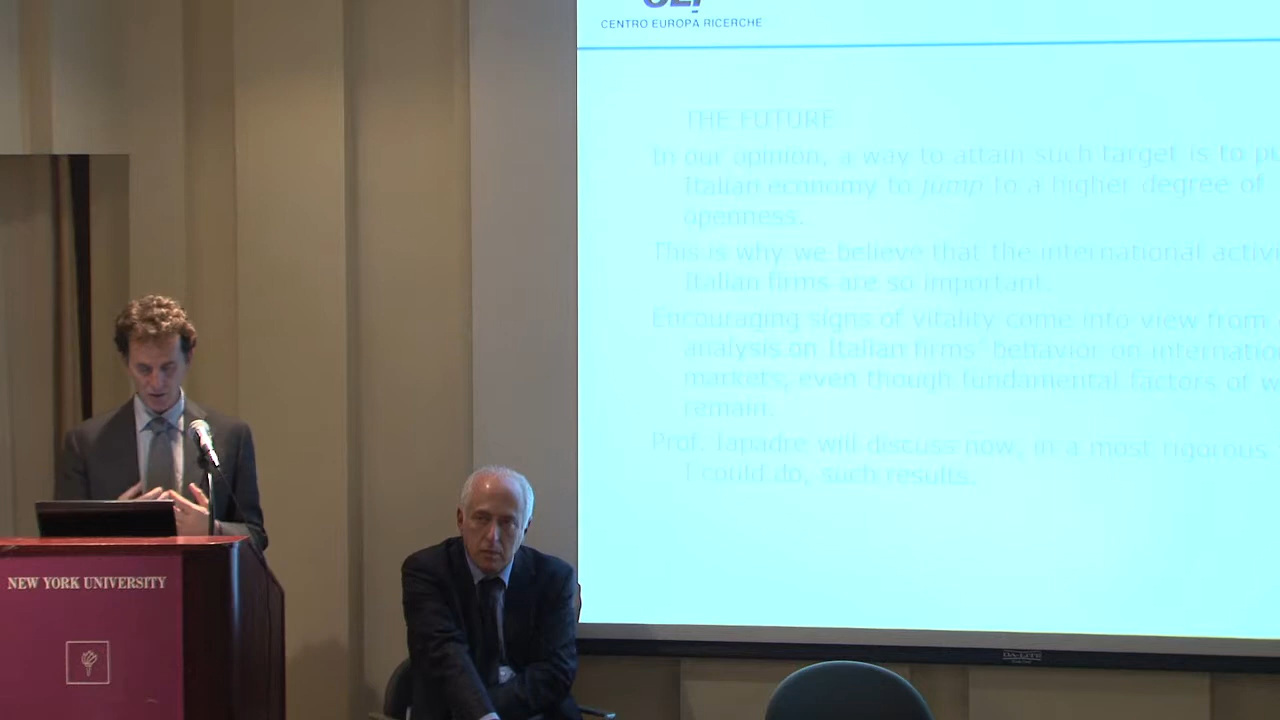 CENTRO EUROPA RICERCHE
THE FUTURE
In our opinion, a way to attain such target is to
Italian economy to jump to a higher degree of
openness.
This is why we believe that the international
Italian firms are so important.
Encouraging signs of vitality come into view from
analysis on Italian firms' behavior on
markets, even though fundamental factors of
remain.
Prof. Iapadre will discuss now, in a most rigorous
I could do, such results.
NEW YORK UNIVERSITY
DA-LITE